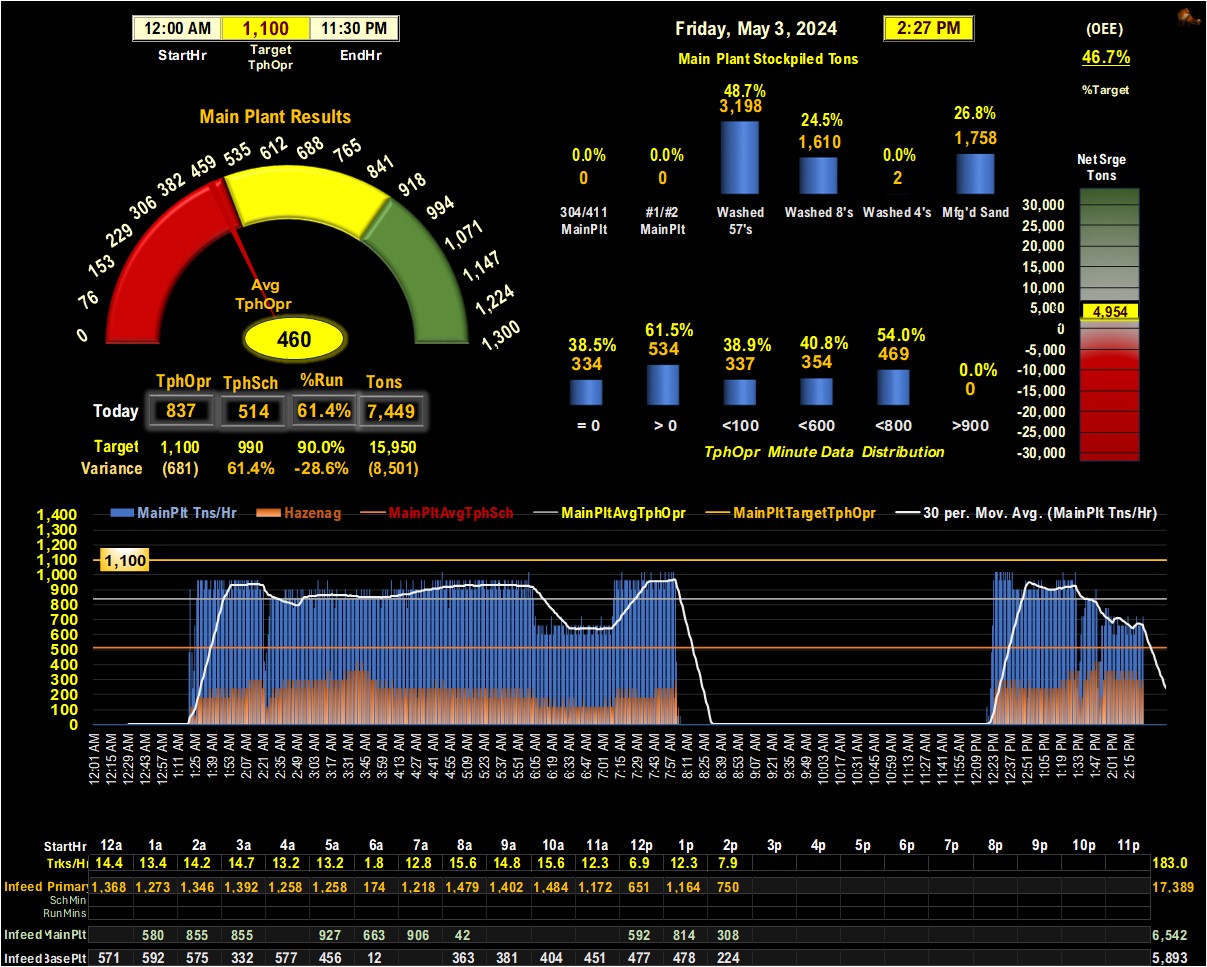 12:00 AM 1,100 11:30 PM
StartHr Target TphOpr EndHr
Friday, May 3, 2024 2:27 PM
(OEE)
46.7%
%Target
Main Plant Stockpiled Tons
48.7% 24.5% 26.8%
3,198 1,610 1,758
0.0% 0.0% 0.0%
0 0 2
304/411 MainPlt #1/#2 MainPlt Washed 57's Washed 8's Washed 4's Mfg'd Sand
Main Plant Results
0 76 153 229 306 382 459 535 612 688 765 841 918 994 1,071 1,147 1,224 1,300
Avg
TphOpr
460
NetSrge
Tons
30,000
25,000
20,000
15,000
10,000
5,000
4,954
0
-5,000
-10,000
-15,000
-20,000
-25,000
-30,000
38.5% 61.5% 38.9% 40.8% 54.0% 0.0%
334 534 337 354 469 0
= 0 > 0 <100 <600 <800 >900
TphOpr Minute Data Distribution
TphOpr TphSch %Run Tons
Today 837 514 61.4% 7,449
Target 1,100 990 90.0% 15,950
Variance (681) 61.4% -28.6% (8,501)
MainPlt Tns/Hr Hazenag MainPltAvgTphSch MainPltAvgTphOpr MainPltTargetTphOpr 30 per. Mov. Avg. (MainPlt Tns/Hr)
1,400
1,300
1,200
1,100 1,100
1,000
900
800
700
600
500
400
300
200
100
0
12:01 AM 12:15 AM 12:29 AM 12:43 AM 12:57 AM 1:11 AM 1:25 AM 1:39 AM 1:53 AM 2:07 AM 2:21 AM 2:35 AM 2:49 AM 3:03 AM 3:17 AM 3:31 AM 3:45 AM 3:59 AM 4:13 AM 4:27 AM 4:41 AM 4:55 AM 5:09 AM 5:23 AM 5:37 AM 5:51 AM 6:05 AM 6:19 AM 6:33 AM 6:47 AM 7:01 AM 7:15 AM 7:29 AM 7:43 AM 7:57 AM 8:11 AM 8:25 AM 8:39 AM 8:53 AM 9:07 AM 9:21 AM 9:35 AM 9:49 AM 10:03 AM 10:17 AM 10:31 AM 10:45 AM 10:59 AM 11:13 AM 11:27 AM 11:41 AM 11:55 AM 12:09 PM 12:23 PM 12:37 PM 12:51 PM 1:05 PM 1:19 PM 1:33 PM 1:47 PM 2:01 PM 2:15 PM
StartHr 12a 1a 2a 3a 4a 5a 6a 7a 8a 9a 10a 11a 12p 1p 2p 3p 4p 5p 6p 7p 8p 9p 10p 11p
Trks/Hr 14.4 13.4 14.2 14.7 13.2 13.2 1.8 12.8 15.6 14.8 15.6 12.3 6.9 12.3 7.9 183.0
Infeed Primary 1,368 1,273 1,346 1,392 1,258 1,258 174 1,218 1,479 1,402 1,484 1,172 651 1,164 750 17,389
SchMin
RunMins
Infeed MainPlt 580 855 855 927 663 906 42 592 814 308 6,542
Infeed BasePlt 571 592 575 332 577 456 12 363 381 404 451 477 478 224 5,893